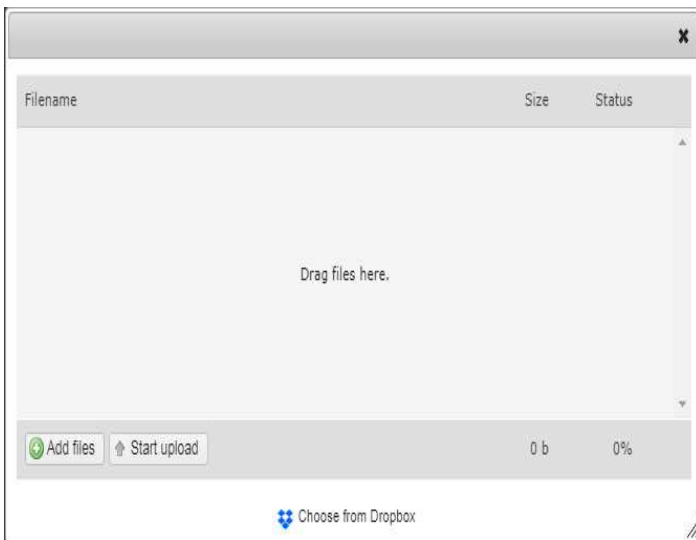 Filename Size Status
Drag files here.
Add files Start upload 0 b 0%
Choose from Dropbox